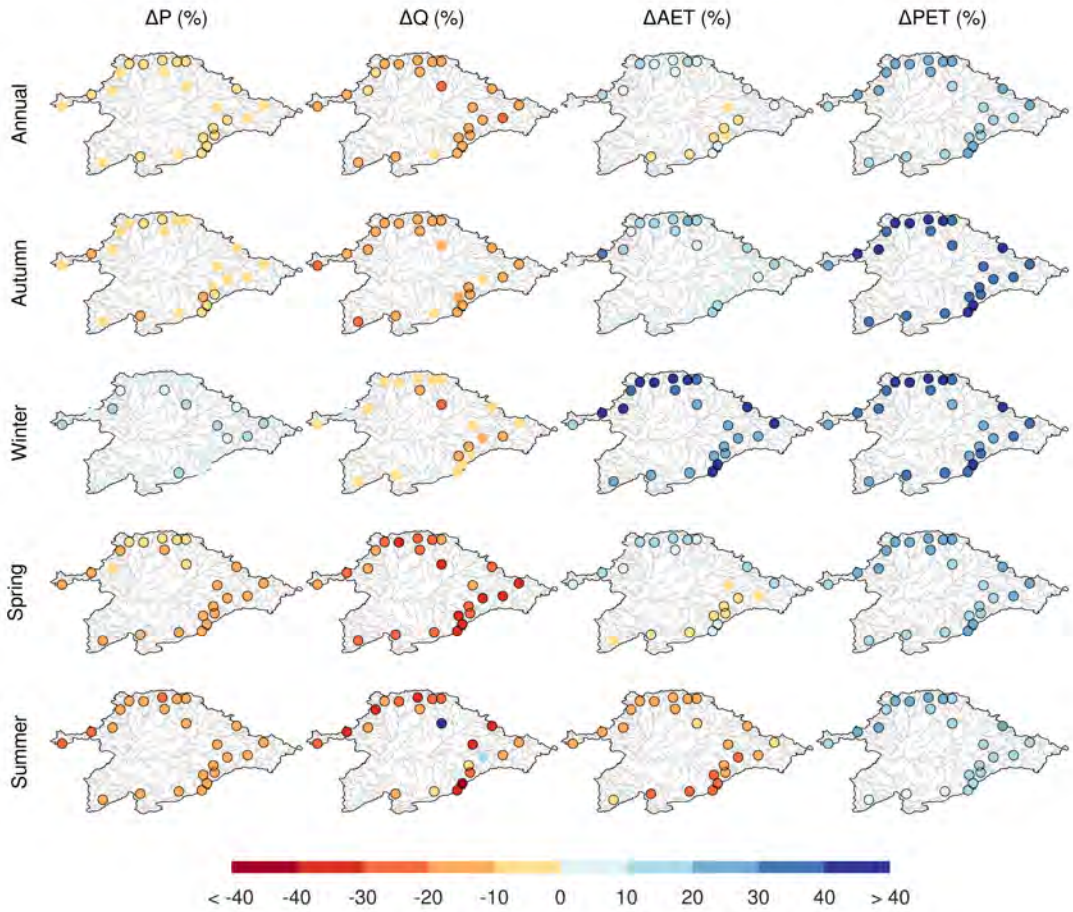 ΔP (%) ΔQ (%) ΔAET (%) ΔPET (%)
Annual
Autumn
Winter
Spring
Summer
< -40 -40 -30 -20 -10 0 10 20 30 40 > 40